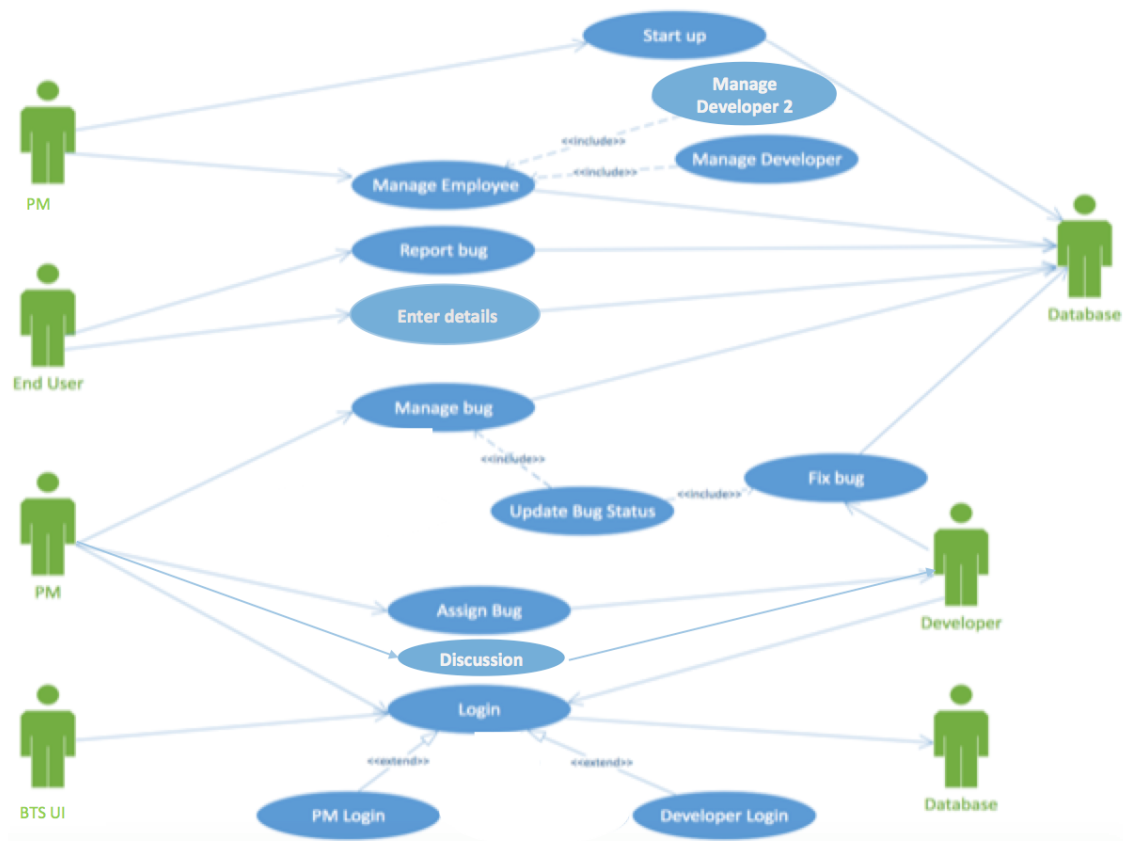 Start up
Manage
Developer 2
<<include>>
Manage Developer
<<include>>
Manage Employee
PM
Report bug
Enter details
Database
End User
Manage bug
<<include>>
Fix bug
<<include>>
Update Bug Status
PM
Assign Bug
Developer
Discussion
Login
<<extend>>
<<extend>>
Database
BTS UI
PM Login
Developer Login